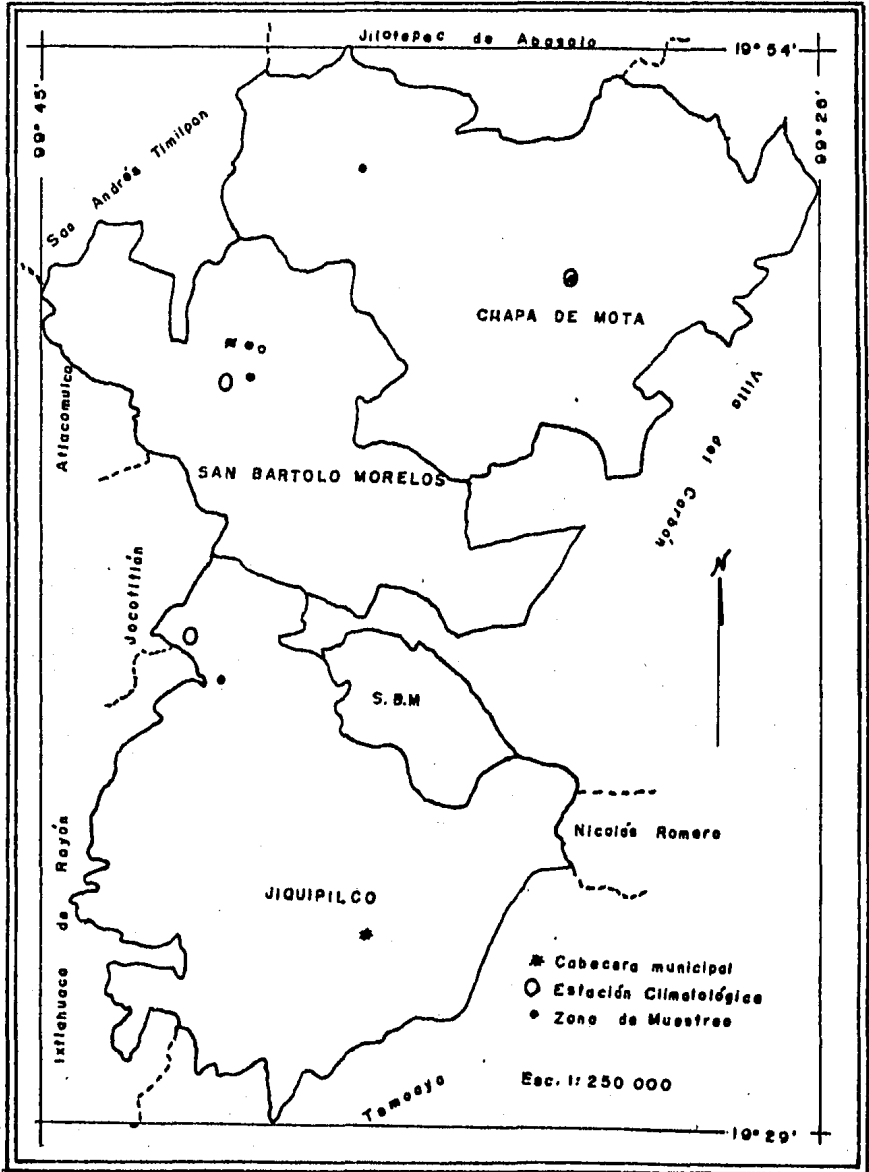 Jilotepec de Abasolo
19° 54'
99° 45'
99° 26'
San Andrés Timilpan
CHAPA DE MOTA
Atlacomulco
Villa del Carbón
SAN BARTOLO MORELOS
N
Jocotitlán
S.B.M
Nicolás Romero
Ixtlahuaca de Rayón
JIQUIPILCO
* Cabecera municipal
O Estación Climatológica
• Zona de Muestreo
Esc. 1:250 000
Temoaya
19° 29'